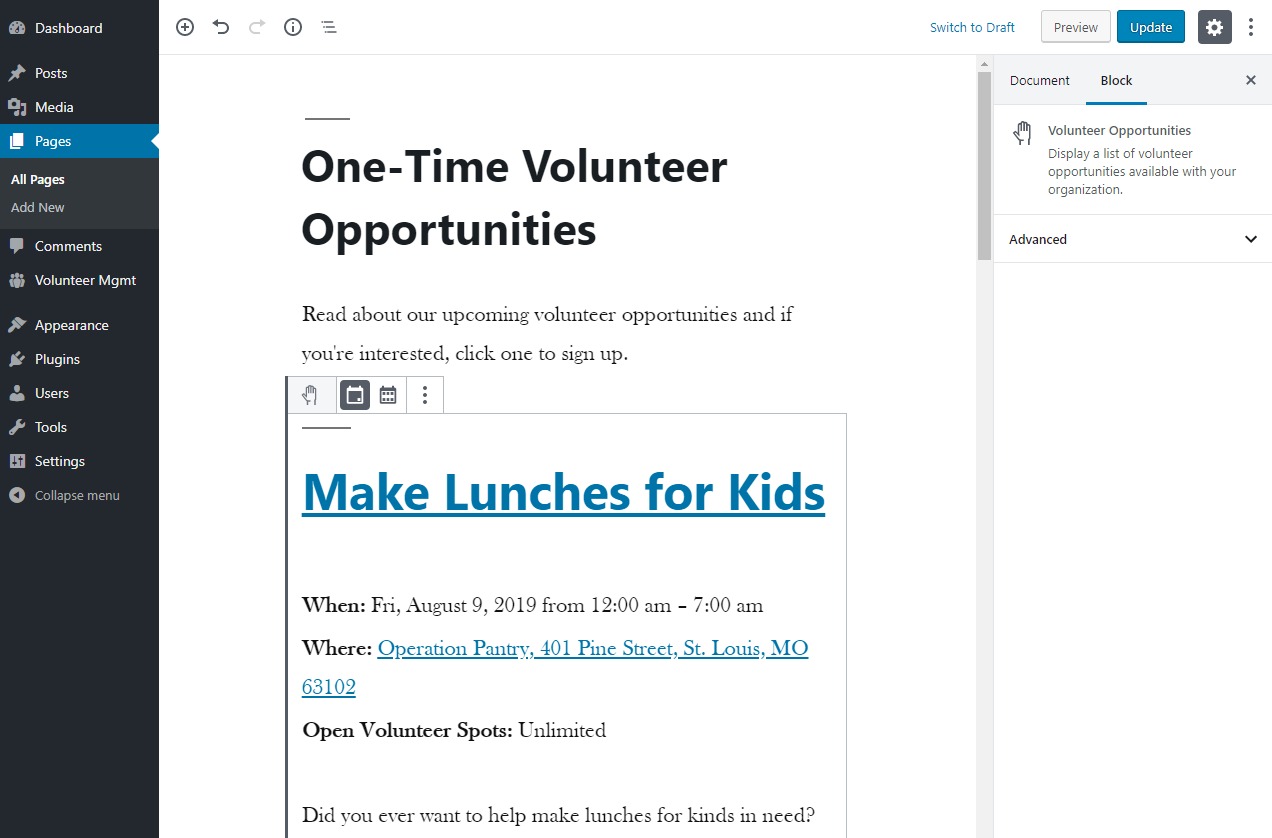 Dashboard
Posts
Media
Pages
All Pages
Add New
Comments
Volunteer Mgmt
Appearance
Plugins
Users
Tools
Settings
Collapse menu
Switch to Draft
Preview
Update
One-Time Volunteer
Opportunities
Read about our upcoming volunteer opportunities and if
you're interested, click one to sign up.
Make Lunches for Kids
When: Fri, August 9, 2019 from 12:00 am – 7:00 am
Where: Operation Pantry, 401 Pine Street, St. Louis, MO
63102
Open Volunteer Spots: Unlimited
Did you ever want to help make lunches for kinds in need?
Document
Block
Volunteer Opportunities
Display a list of volunteer
opportunities available with your
organization.
Advanced